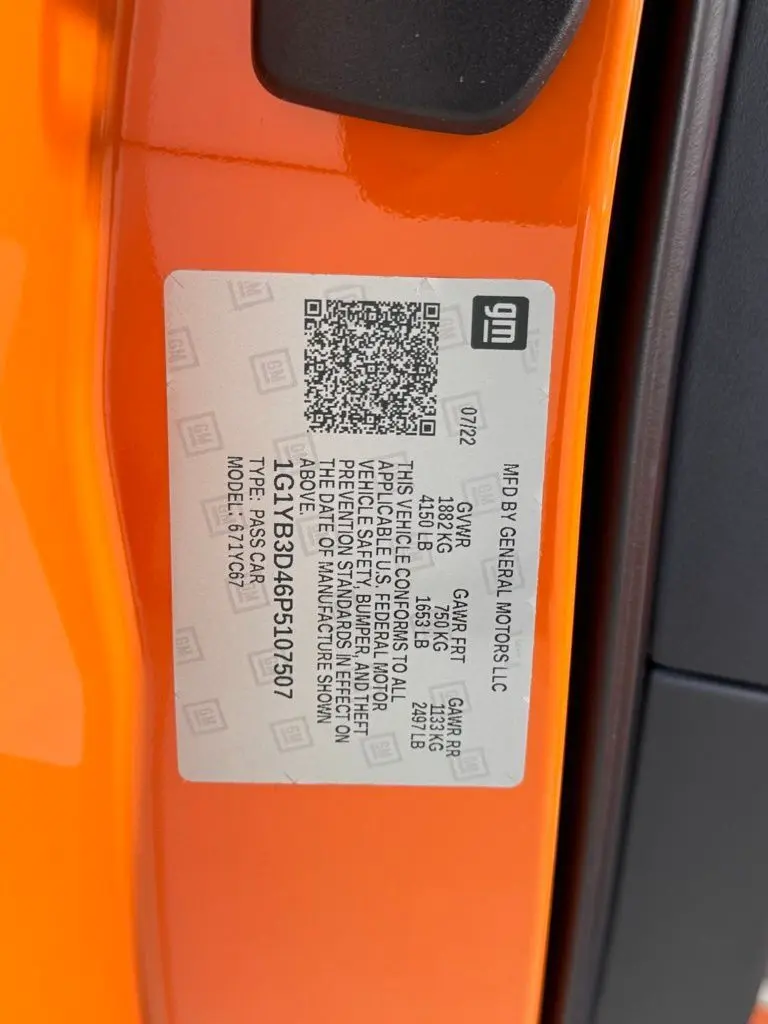 gm
MFD BY GENERAL MOTORS LLC
07/22
GVWR GAWR FRT GAWR RR
1882 KG 750 KG 1133 KG
4150 LB 1653 LB 2497 LB
THIS VEHICLE CONFORMS TO ALL
APPLICABLE U.S. FEDERAL MOTOR
VEHICLE SAFETY, BUMPER, AND THEFT
PREVENTION STANDARDS IN EFFECT ON
THE DATE OF MANUFACTURE SHOWN
ABOVE.
1G1YB3D46P5107507
TYPE: PASS CAR
MODEL: 671YC67